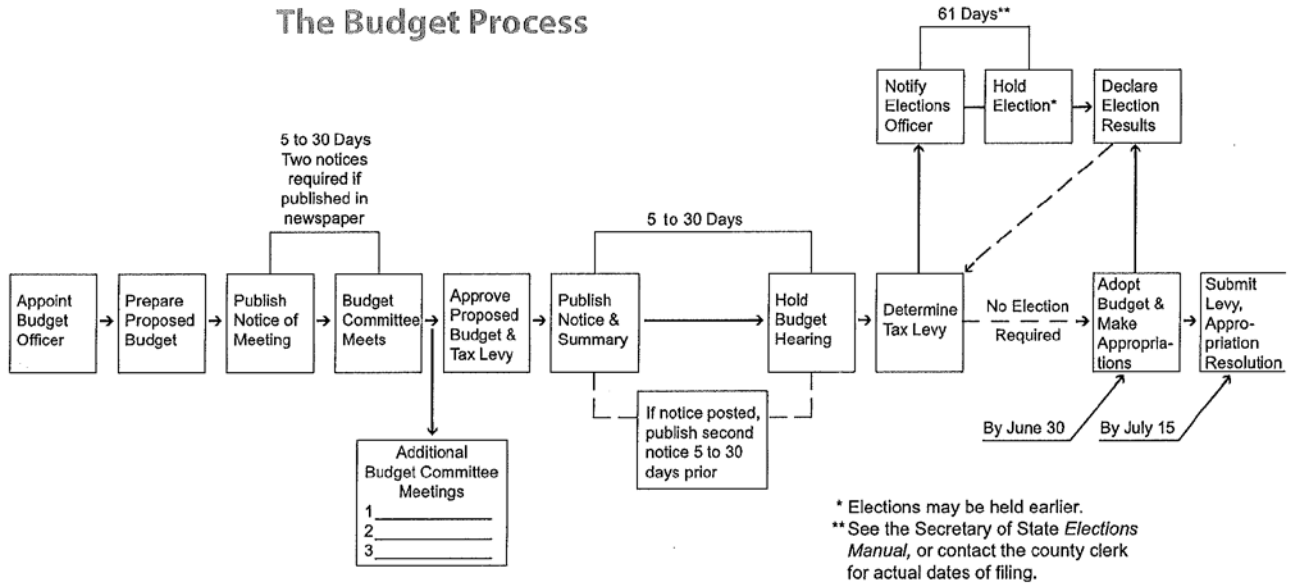 The Budget Process
61 Days**
Notify
Elections
Officer
Hold
Election*
Declare
Election
Results
5 to 30 Days
Two notices
required if
published in
newspaper
5 to 30 Days
Appoint
Budget
Officer
Prepare
Proposed
Budget
Publish
Notice of
Meeting
Budget
Committee
Meets
Approve
Proposed
Budget &
Tax Levy
Publish
Notice &
Summary
Hold
Budget
Hearing
Determine
Tax Levy
No Election
Required
Adopt
Budget &
Make
Appropria-
tions
Submit
Levy,
Appro-
priation
Resolution
If notice posted,
publish second
notice 5 to 30
days prior
By June 30
By July 15
Additional
Budget Committee
Meetings
1
2
3
* Elections may be held earlier.
** See the Secretary of State Elections
Manual, or contact the county clerk
for actual dates of filing.